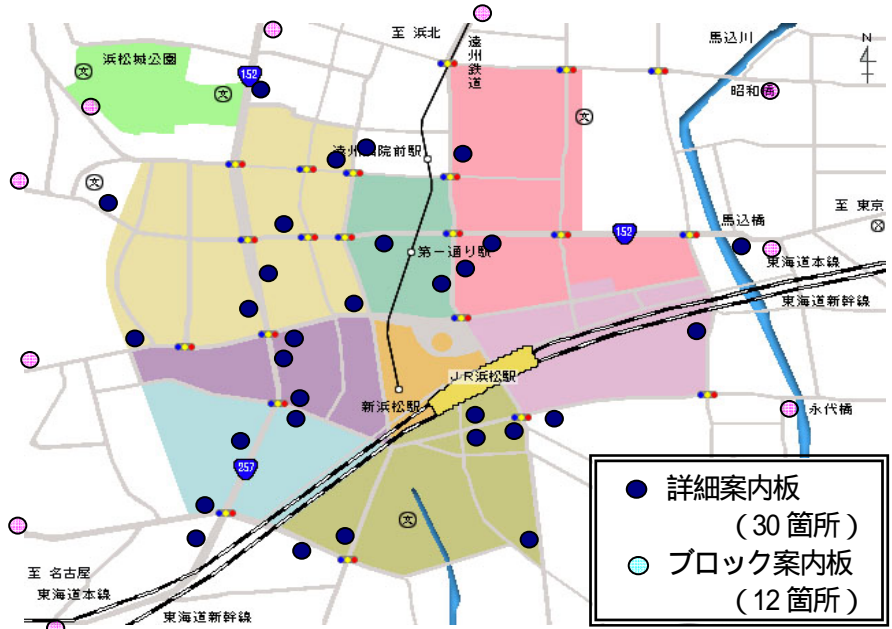 至 浜北
遠州鉄道
馬込川
N
浜松城公園
文
152
文
昭和橋
文
遠州病院前駅
文
馬込橋
至 東京
152
第一通り駅
東海道本線
東海道新幹線
JR浜松駅
新浜松駅
永代橋
257
文
詳細案内板
(30箇所)
ブロック案内板
(12箇所)
至 名古屋
東海道本線
東海道新幹線